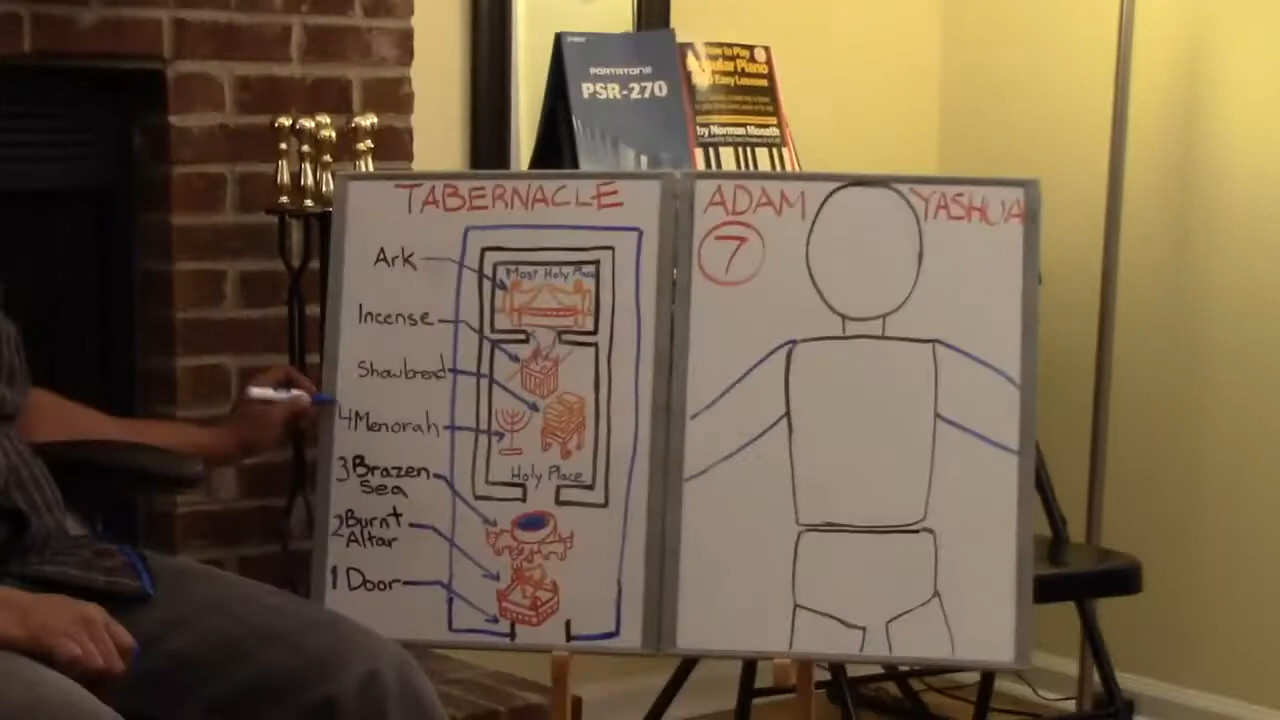 PORTATONE
PSR-270
How to Play
Popular Piano
Easy Lessons
by Norman Monath
TABERNACLE
Ark
Most Holy Place
Incense
Showbread
4 Menorah
Holy Place
3 Brazen
Sea
2 Burnt
Altar
1 Door
ADAM
YASHUA
7